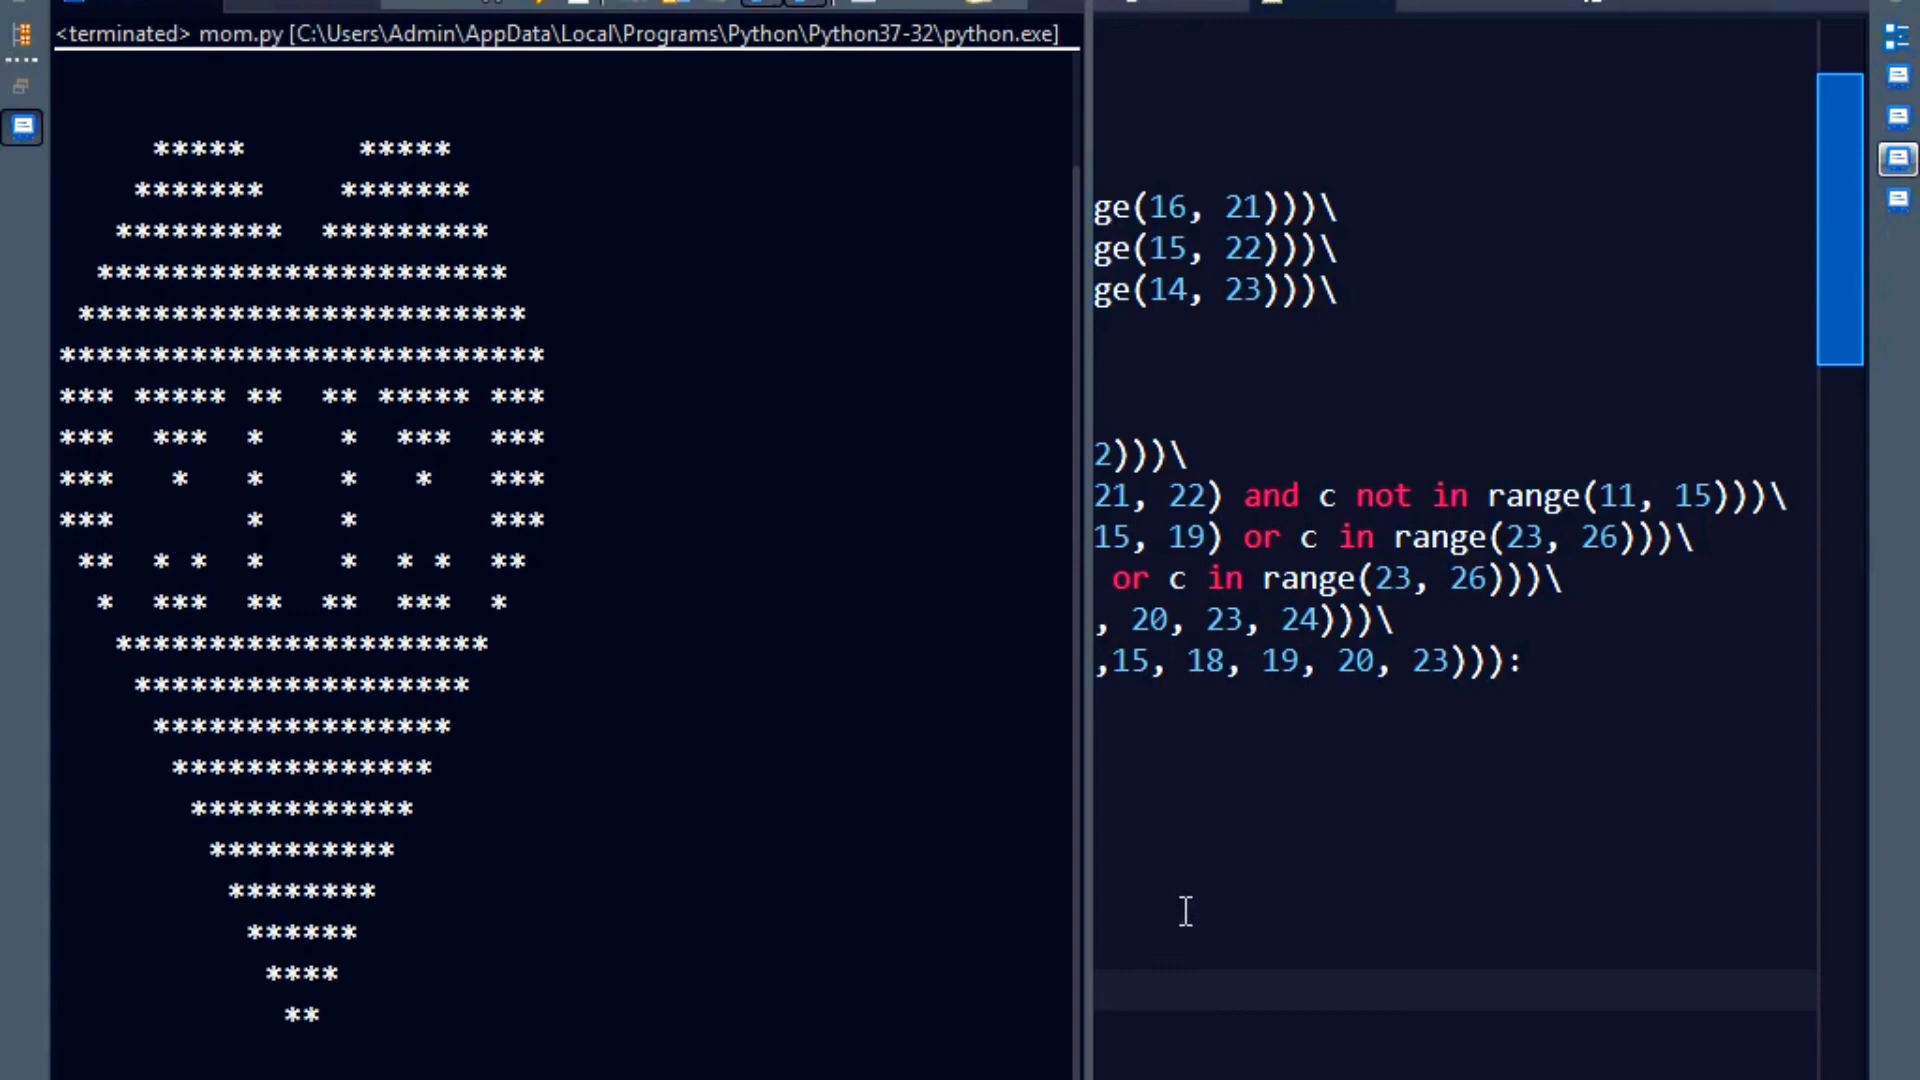 <terminated> mom.py [C:\Users\Admin\AppData\Local\Programs\Python\Python37-32\python.exe]
     *****      *****
    *******    *******
   *********  *********
  **********************
 ************************
**************************
*** ***** **  ** ***** ***
***  ***  *    *  ***  ***
***   *   *    *   *   ***
***       *    *       ***
 **  * *  *    *  * *  **
  *  ***  **  **  ***  *
   ********************
    ******************
     ****************
      **************
       ************
        **********
         ********
          ******
           ****
            **
ge(16, 21)))\
ge(15, 22)))\
ge(14, 23)))\
2)))\
21, 22) and c not in range(11, 15)))\
15, 19) or c in range(23, 26)))\
 or c in range(23, 26)))\
, 20, 23, 24)))\
,15, 18, 19, 20, 23))):